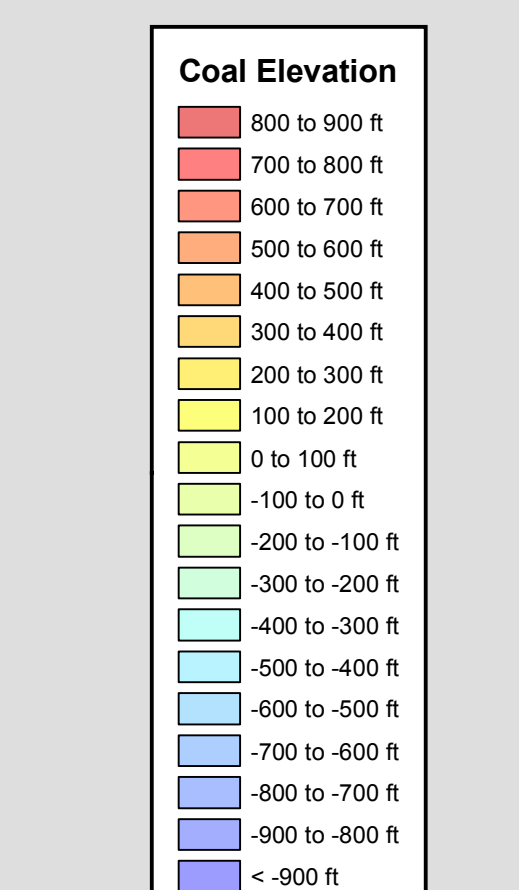 Coal Elevation
800 to 900 ft
700 to 800 ft
600 to 700 ft
500 to 600 ft
400 to 500 ft
300 to 400 ft
200 to 300 ft
100 to 200 ft
0 to 100 ft
-100 to 0 ft
-200 to -100 ft
-300 to -200 ft
-400 to -300 ft
-500 to -400 ft
-600 to -500 ft
-700 to -600 ft
-800 to -700 ft
-900 to -800 ft
< -900 ft